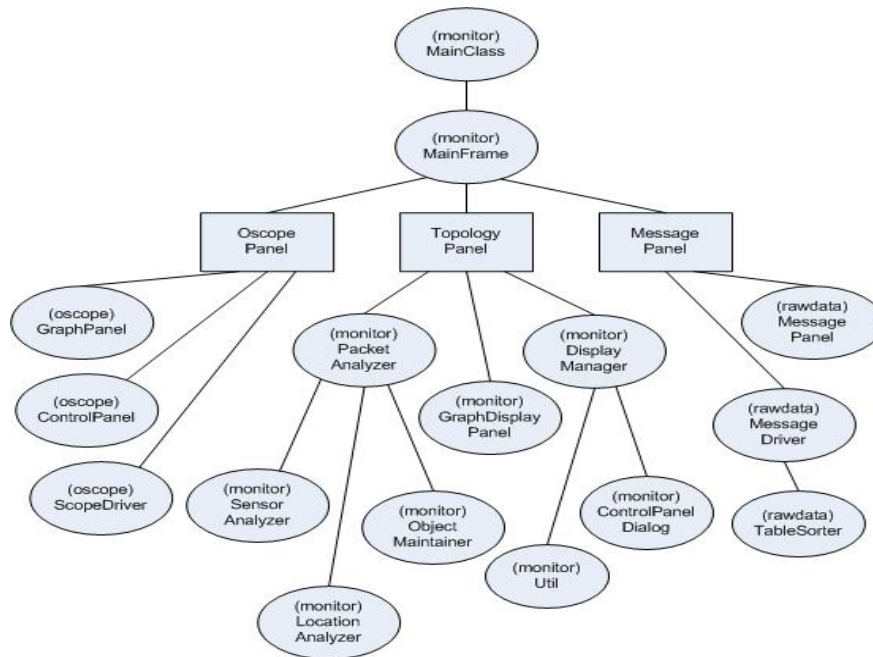 (monitor)
MainClass
(monitor)
MainFrame
Oscope
Panel
Topology
Panel
Message
Panel
(oscope)
GraphPanel
(monitor)
Packet
Analyzer
(monitor)
Display
Manager
(rawdata)
Message
Panel
(oscope)
ControlPanel
(monitor)
GraphDisplay
Panel
(rawdata)
Message
Driver
(oscope)
ScopeDriver
(monitor)
Sensor
Analyzer
(monitor)
Object
Maintainer
(monitor)
ControlPanel
Dialog
(rawdata)
TableSorter
(monitor)
Util
(monitor)
Location
Analyzer